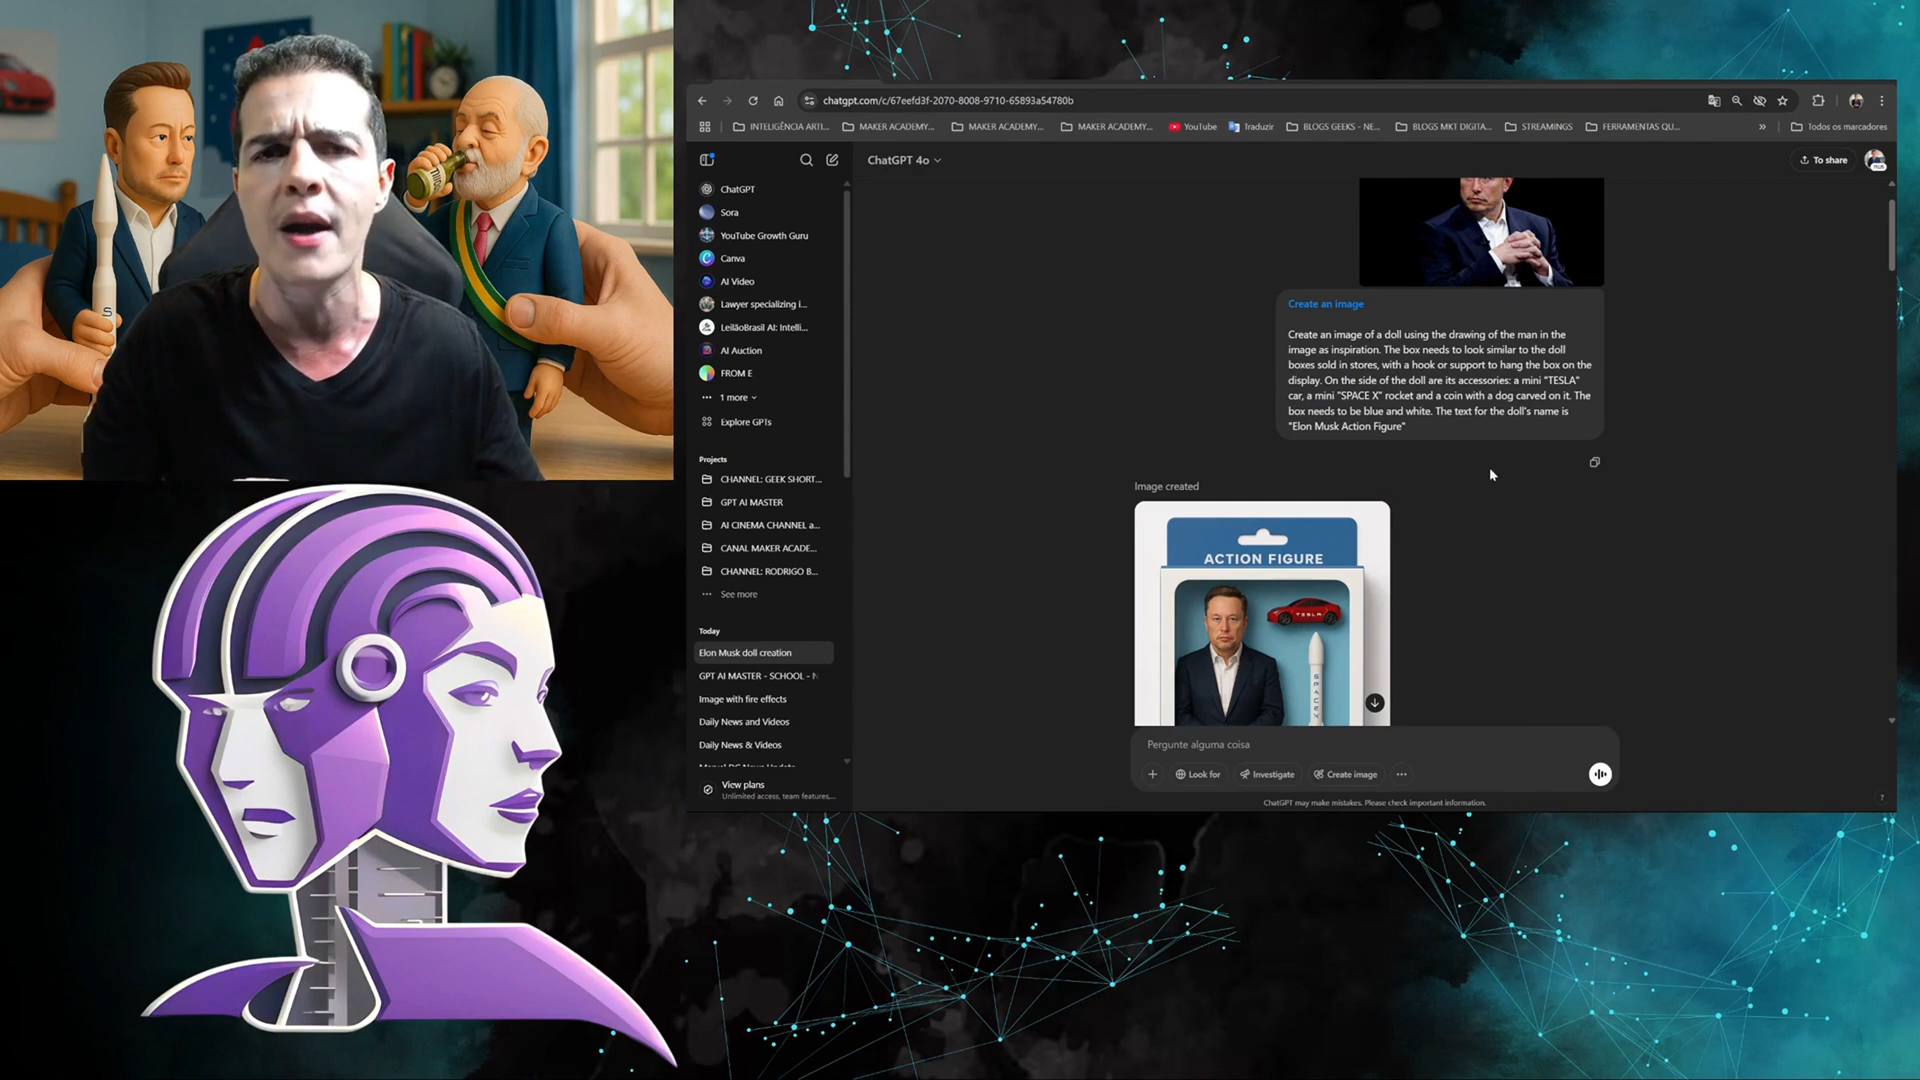 chatgpt.com/c/67eefd3f-2070-8008-9710-65893a54780b
INTELIGÊNCIA ARTI...
MAKER ACADEMY...
MAKER ACADEMY...
MAKER ACADEMY...
YouTube
Traduzir
BLOGS GEEKS - NE...
BLOGS MKT DIGITA...
STREAMINGS
FERRAMENTAS QU...
Todos os marcadores
ChatGPT 4o
To share
ChatGPT
Sora
YouTube Growth Guru
Canva
AI Video
Lawyer specializing i...
LeilãoBrasil AI: Intelli...
AI Auction
FROM E
1 more
Explore GPTs
Projects
CHANNEL: GEEK SHORT...
GPT AI MASTER
AI CINEMA CHANNEL a...
CANAL MAKER ACADE...
CHANNEL: RODRIGO B...
See more
Today
Elon Musk doll creation
GPT AI MASTER - SCHOOL - N
Image with fire effects
Daily News and Videos
Daily News & Videos
View plans
Unlimited access, team features,...
Create an image
Create an image of a doll using the drawing of the man in the
image as inspiration. The box needs to look similar to the doll
boxes sold in stores, with a hook or support to hang the box on the
display. On the side of the doll are its accessories: a mini "TESLA"
car, a mini "SPACE X" rocket and a coin with a dog carved on it. The
box needs to be blue and white. The text for the doll's name is
"Elon Musk Action Figure"
Image created
ACTION FIGURE
TESLA
SPACEX
Pergunte alguma coisa
Look for
Investigate
Create image
ChatGPT may make mistakes. Please check important information.
S